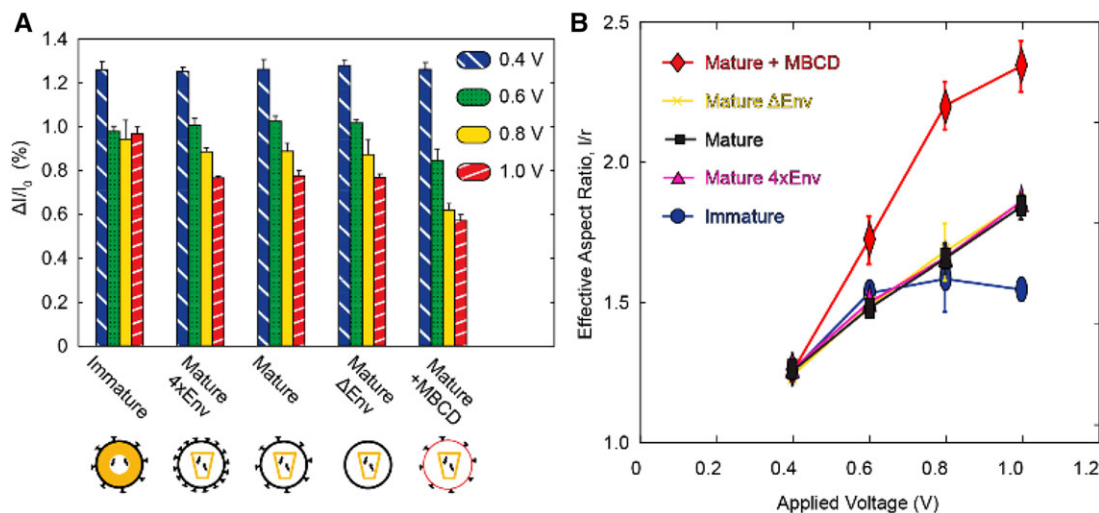 A
ΔI/I₀ (%)
1.4
1.2
1.0
0.8
0.6
0.4
0.2
0
0.4 V
0.6 V
0.8 V
1.0 V
Immature
Mature
4xEnv
Mature
Mature
ΔEnv
Mature
+MBCD
B
Effective Aspect Ratio, l/r
2.5
2.0
1.5
1.0
Mature + MBCD
Mature ΔEnv
Mature
Mature 4xEnv
Immature
0 0.2 0.4 0.6 0.8 1.0 1.2
Applied Voltage (V)